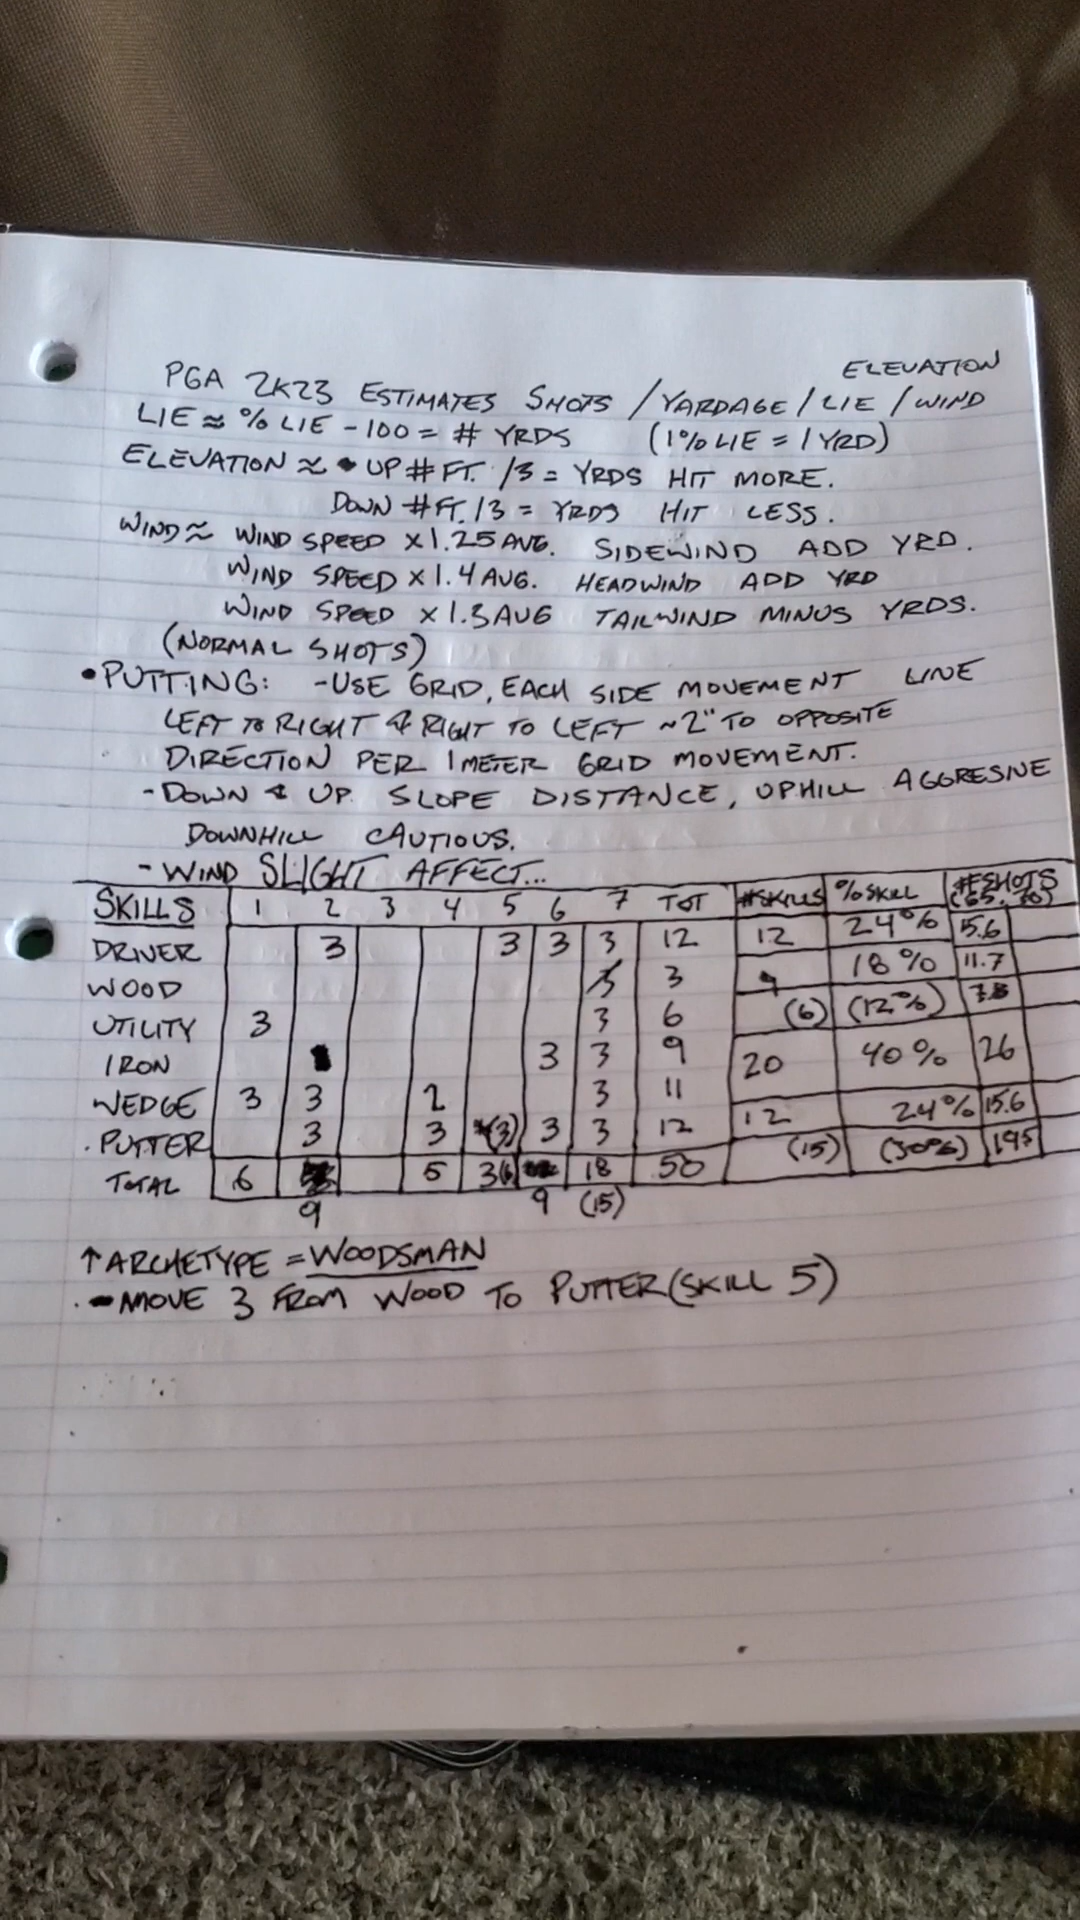 ELEVATION
PGA 2K23 ESTIMATES SHOTS / YARDAGE / LIE / WIND
LIE ≈ % LIE - 100 = # YRDS (1% LIE = 1 YRD)
ELEVATION ≈ UP # FT. /3 = YRDS HIT MORE.
DOWN #FT. /3 = YRDS HIT LESS.
WIND ≈ WIND SPEED X 1.25 AVG. SIDEWIND ADD YRD.
WIND SPEED X 1.4 AVG. HEADWIND ADD YRD
WIND SPEED X 1.3 AVG TAILWIND MINUS YRDS.
(NORMAL SHOTS)
• PUTTING: - USE GRID, EACH SIDE MOVEMENT LINE
LEFT TO RIGHT & RIGHT TO LEFT ~2" TO OPPOSITE
DIRECTION PER 1 METER GRID MOVEMENT.
- DOWN & UP SLOPE DISTANCE, UPHILL AGGRESIVE
DOWNHILL CAUTIOUS.
- WIND SLIGHT AFFECT...
SKILLS 1 2 3 4 5 6 7 TOT #SKILLS %SKILL #SHOTS (65.70)
DRIVER 3 3 3 3 12 12 24% 15.6
WOOD 3 3 9 18% 11.7
UTILITY 3 3 6 (6) (12%) 7.8
IRON 3 3 9 20 40% 26
WEDGE 3 3 2 3 11 12 24% 15.6
PUTTER 3 3 (3) 3 3 12 (15) (30%) 19.5
TOTAL 6 5 3 18 50
9 9 (15)
↑ ARCHETYPE = WOODSMAN
- MOVE 3 FROM WOOD TO PUTTER (SKILL 5)